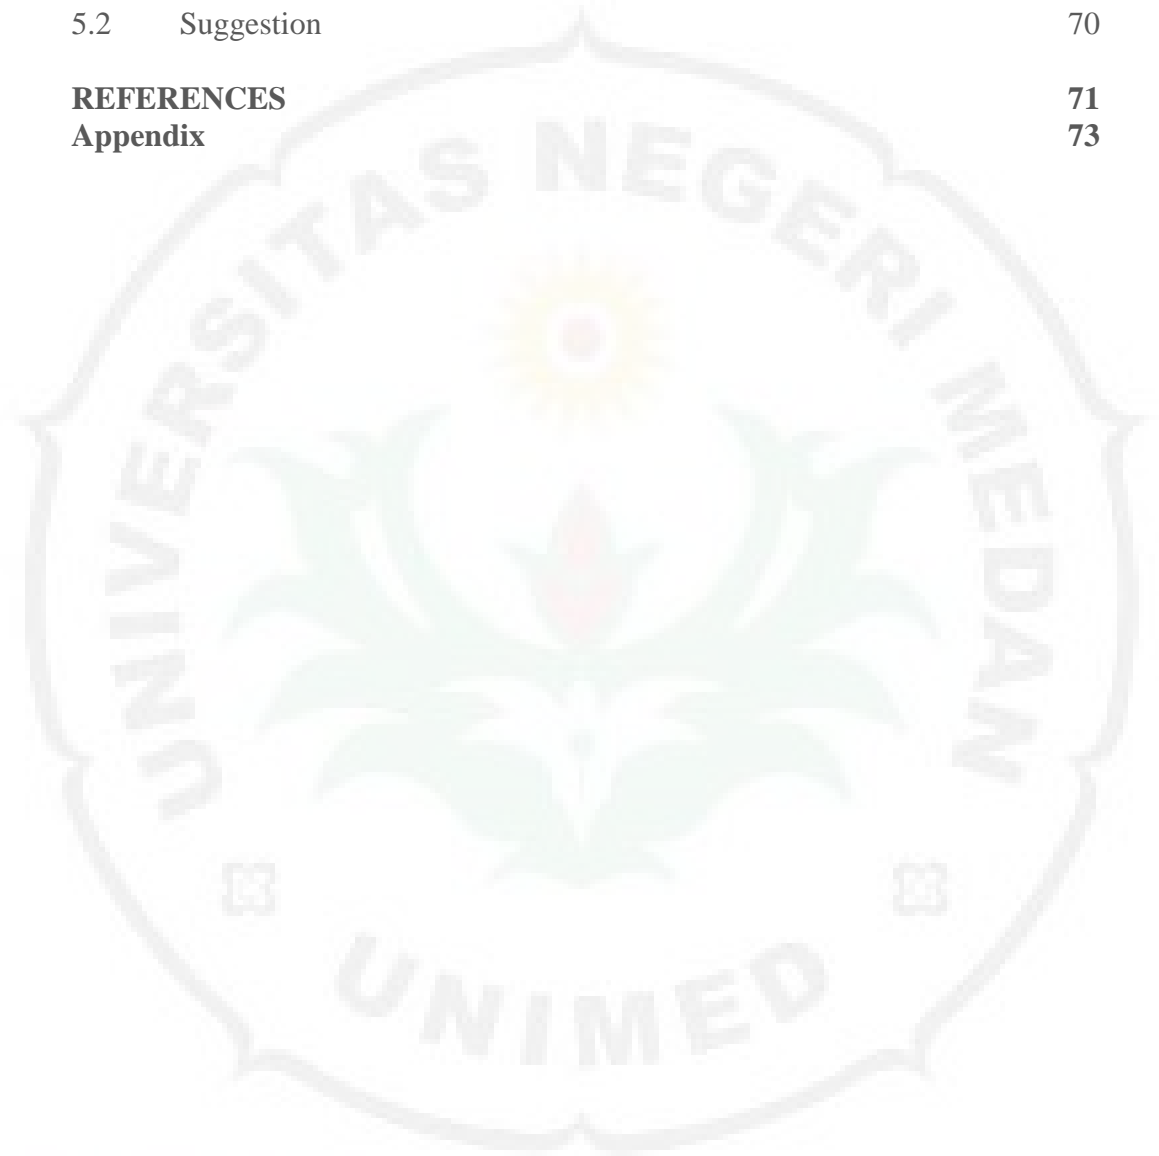 5.2 Suggestion 70
REFERENCES 71
Appendix 73
UNIVERSITAS NEGERI MEDAN
UNIMED